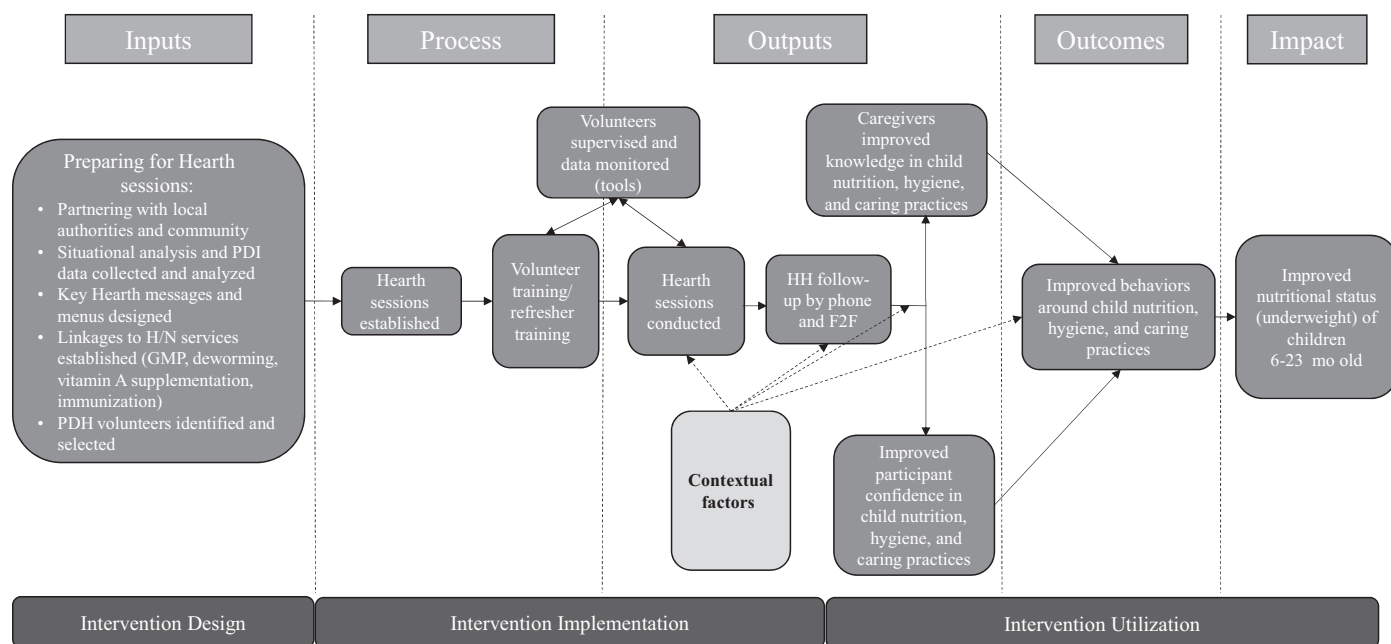 Inputs
Process
Outputs
Outcomes
Impact
Preparing for Hearth
sessions:
• Partnering with local
authorities and community
• Situational analysis and PDI
data collected and analyzed
• Key Hearth messages and
menus designed
• Linkages to H/N services
established (GMP, deworming,
vitamin A supplementation,
immunization)
• PDH volunteers identified and
selected
Hearth
sessions
established
Volunteers
supervised and
data monitored
(tools)
Volunteer
training/
refresher
training
Hearth
sessions
conducted
HH follow-
up by phone
and F2F
Contextual
factors
Caregivers
improved
knowledge in child
nutrition, hygiene,
and caring practices
Improved
participant
confidence in
child nutrition,
hygiene, and
caring practices
Improved behaviors
around child nutrition,
hygiene, and caring
practices
Improved
nutritional status
(underweight) of
children
6-23 mo old
Intervention Design
Intervention Implementation
Intervention Utilization